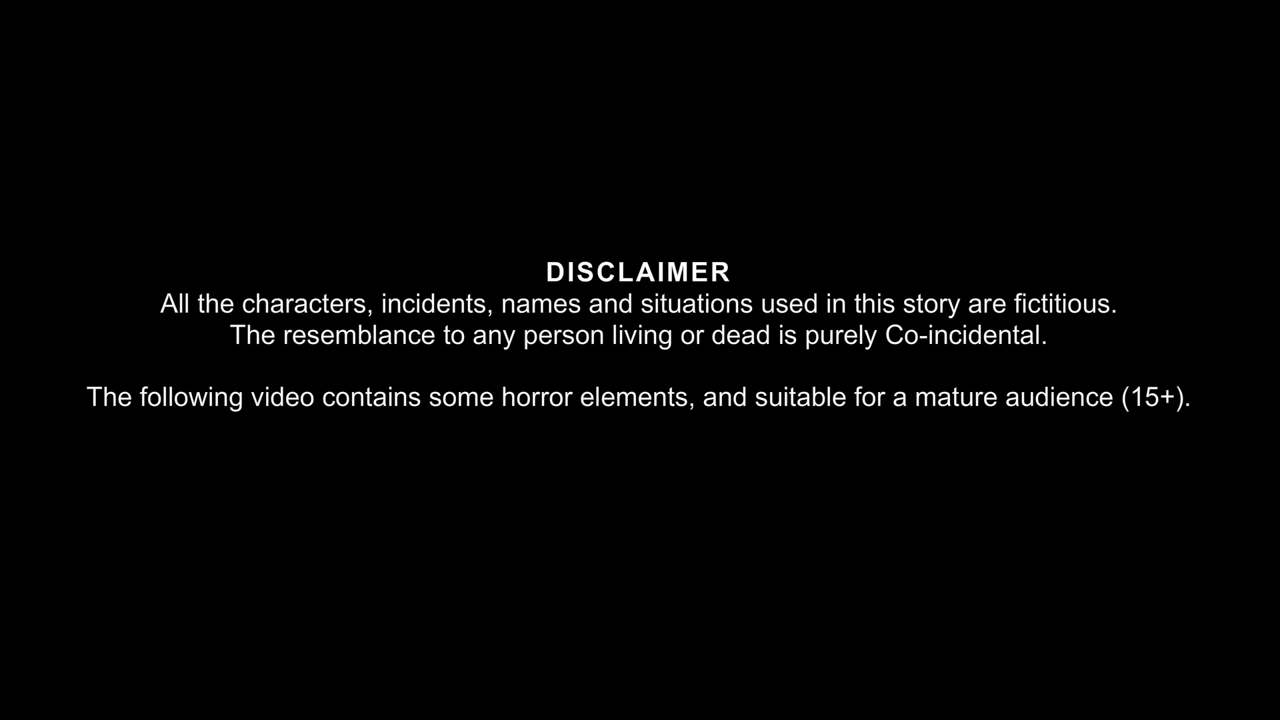 DISCLAIMER
All the characters, incidents, names and situations used in this story are fictitious.
The resemblance to any person living or dead is purely Co-incidental.
The following video contains some horror elements, and suitable for a mature audience (15+).